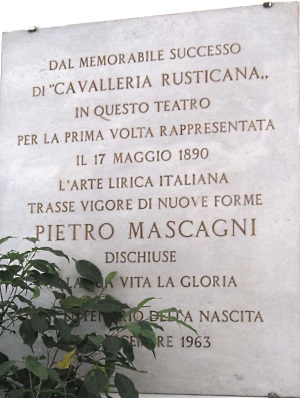 DAL MEMORABILE SUCCESSO
DI "CAVALLERIA RUSTICANA,,
IN QUESTO TEATRO
PER LA PRIMA VOLTA RAPPRESENTATA
IL 17 MAGGIO 1890
L'ARTE LIRICA ITALIANA
TRASSE VIGORE DI NUOVE FORME
PIETRO MASCAGNI
DISCHIUSE
VITA LA GLORIA
DELLA NASCITA
1963